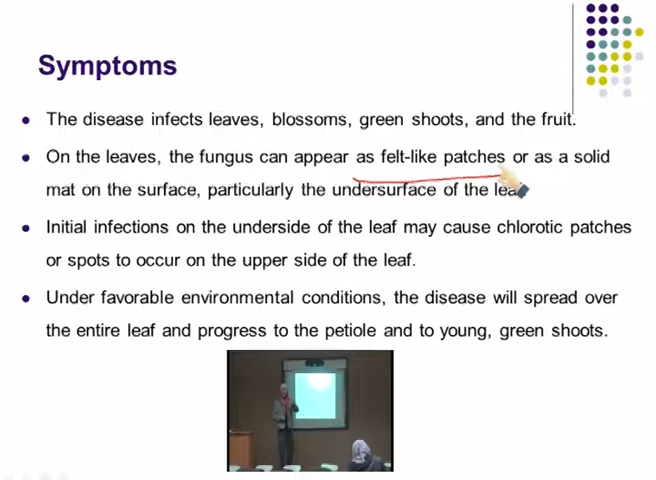 Symptoms
The disease infects leaves, blossoms, green shoots, and the fruit.
On the leaves, the fungus can appear as felt-like patches or as a solid
mat on the surface, particularly the undersurface of the leaf.
Initial infections on the underside of the leaf may cause chlorotic patches
or spots to occur on the upper side of the leaf.
Under favorable environmental conditions, the disease will spread over
the entire leaf and progress to the petiole and to young, green shoots.